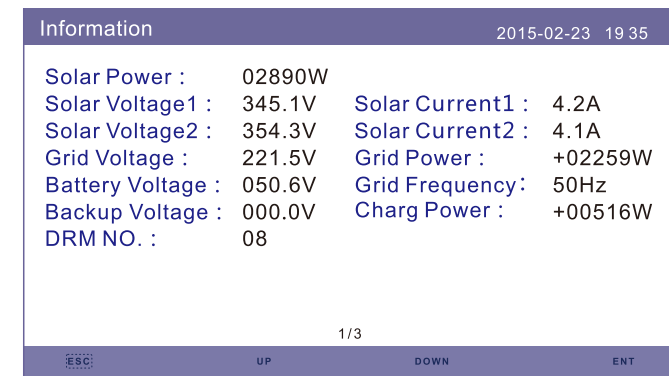 Information 2015-02-23 19 35
Solar Power : 02890W
Solar Voltage1 : 345.1V Solar Current1 : 4.2A
Solar Voltage2 : 354.3V Solar Current2 : 4.1A
Grid Voltage : 221.5V Grid Power : +02259W
Battery Voltage : 050.6V Grid Frequency: 50Hz
Backup Voltage : 000.0V Charg Power : +00516W
DRM NO. : 08
1/3
ESC UP DOWN ENT